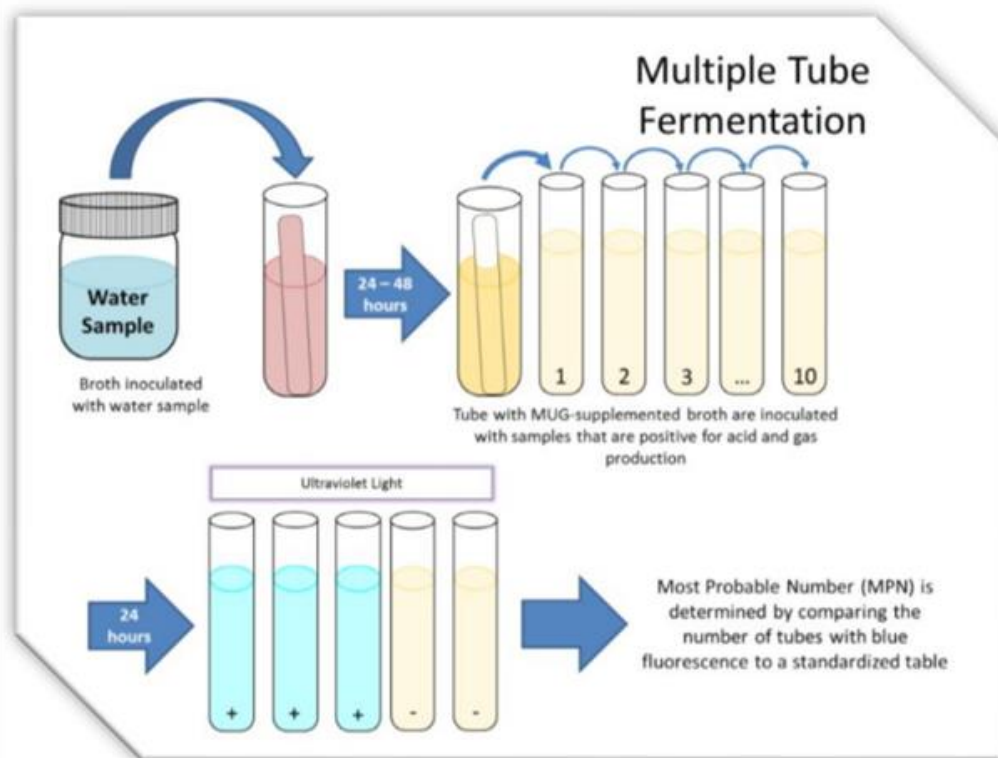 Multiple Tube
Fermentation
Water
Sample
24 – 48
hours
1
2
3
...
10
Broth inoculated
with water sample
Tube with MUG-supplemented broth are inoculated
with samples that are positive for acid and gas
production
Ultraviolet Light
24
hours
+
+
+
-
-
Most Probable Number (MPN) is
determined by comparing the
number of tubes with blue
fluorescence to a standardized table